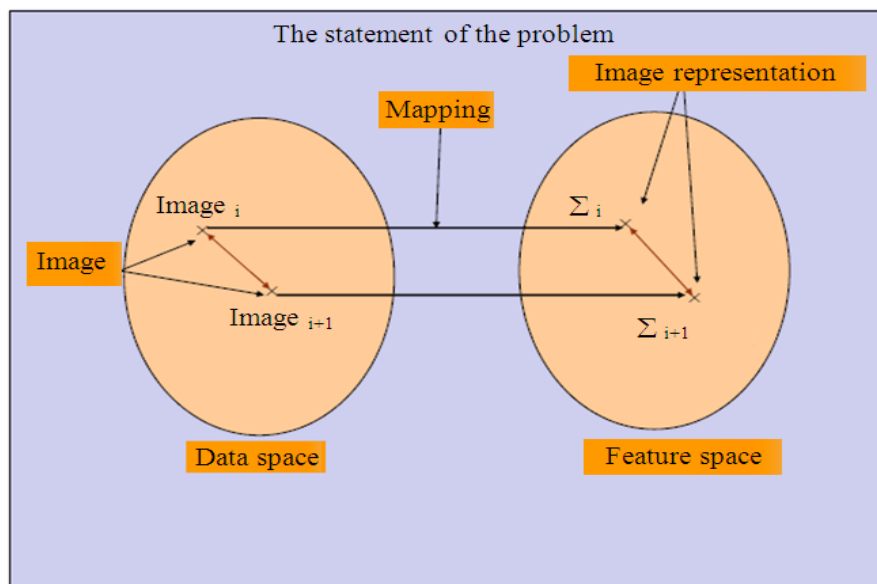 The statement of the problem
Image representation
Mapping
Image i
Σ i
Image
Image i+1
Σ i+1
Data space
Feature space